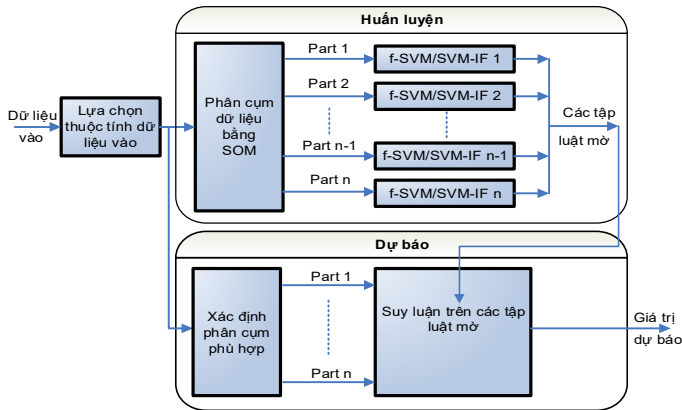 Huấn luyện
Part 1
f-SVM/SVM-IF 1
Part 2
f-SVM/SVM-IF 2
Dữ liệu
vào
Lựa chọn
thuộc tính dữ
liệu vào
Phân cụm
dữ liệu
bằng
SOM
Các tập
luật mờ
Part n-1
f-SVM/SVM-IF n-1
Part n
f-SVM/SVM-IF n
Dự báo
Part 1
Xác định
phân cụm
phù hợp
Suy luận trên các tập
luật mờ
Giá trị
dự báo
Part n